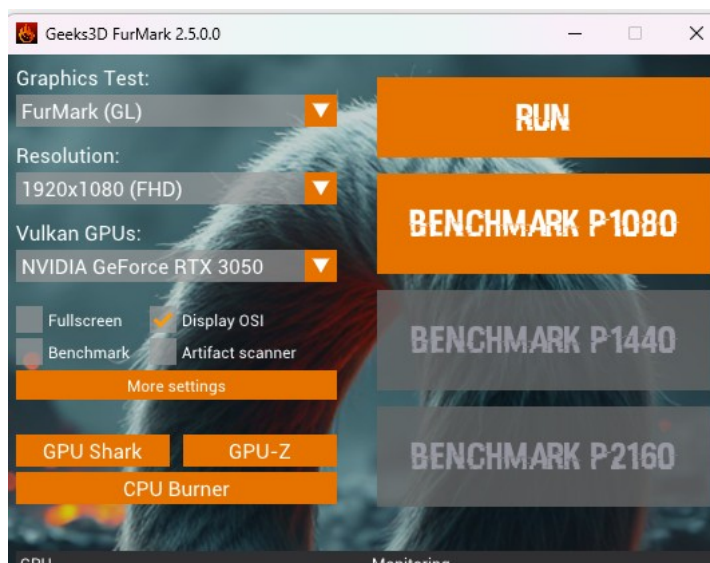 Geeks3D FurMark 2.5.0.0
Graphics Test:
FurMark (GL)
Resolution:
1920x1080 (FHD)
Vulkan GPUs:
NVIDIA GeForce RTX 3050
Fullscreen
Display OSI
Benchmark
Artifact scanner
More settings
GPU Shark
GPU-Z
CPU Burner
RUN
BENCHMARK P1080
BENCHMARK P1440
BENCHMARK P2160
GPU
Monitoring